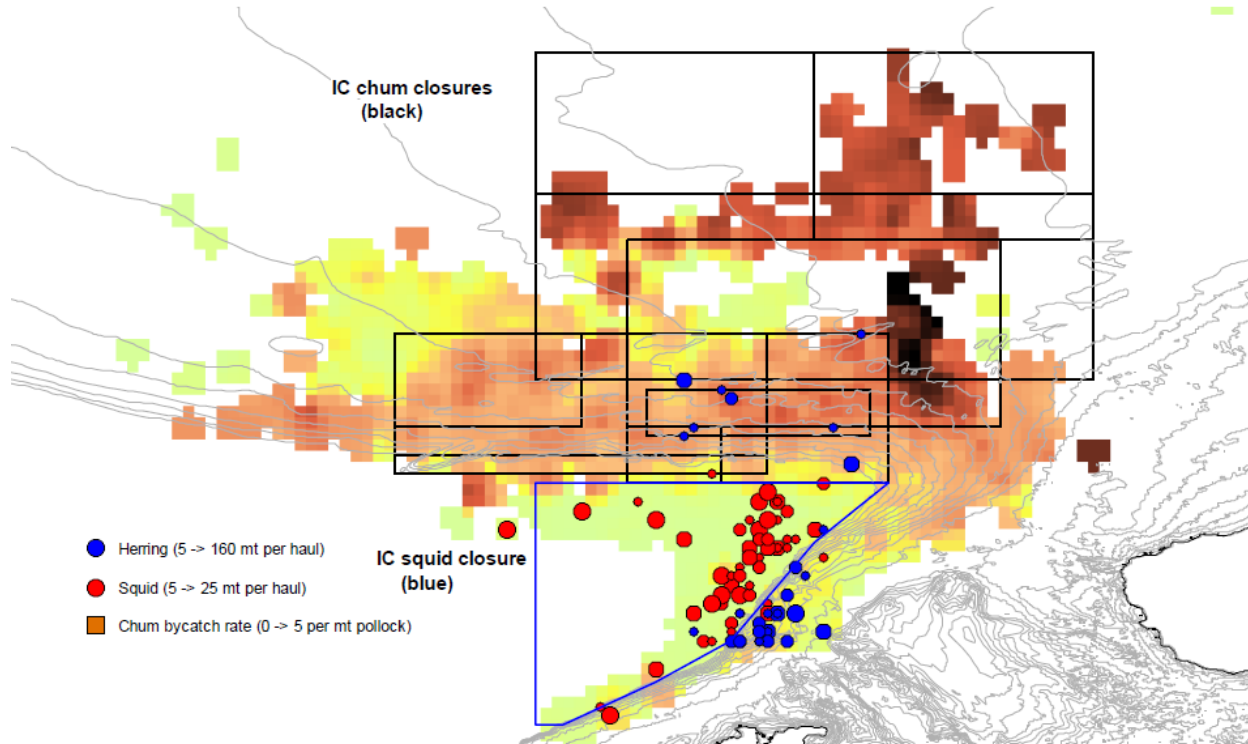 IC chum closures
(black)
IC squid closure
(blue)
Herring (5 -> 160 mt per haul)
Squid (5 -> 25 mt per haul)
Chum bycatch rate (0 -> 5 per mt pollock)